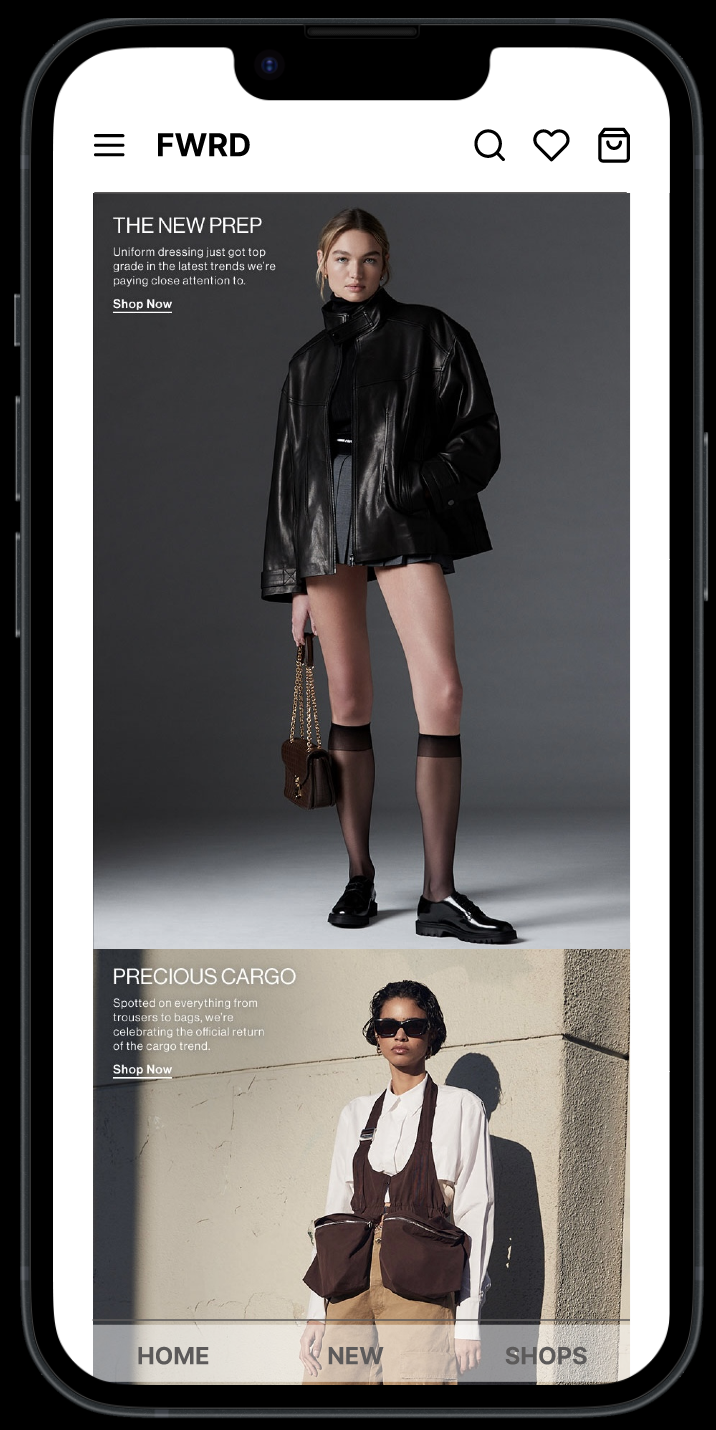 FWRD
THE NEW PREP
Uniform dressing just got top
grade in the latest trends we're
paying close attention to.
Shop Now
PRECIOUS CARGO
Spotted on everything from
trousers to bags, we're
celebrating the official return
of the cargo trend.
Shop Now
HOME NEW SHOPS